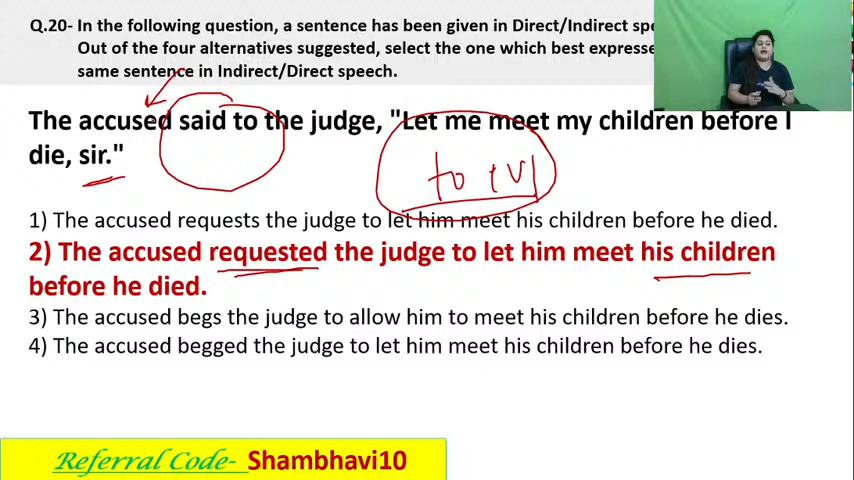 Q.20- In the following question, a sentence has been given in Direct/Indirect spe
Out of the four alternatives suggested, select the one which best expresse
same sentence in Indirect/Direct speech.
The accused said to the judge, "Let me meet my children before I
die, sir."
to + V1
1) The accused requests the judge to let him meet his children before he died.
2) The accused requested the judge to let him meet his children
before he died.
3) The accused begs the judge to allow him to meet his children before he dies.
4) The accused begged the judge to let him meet his children before he dies.
Referral Code- Shambhavi10